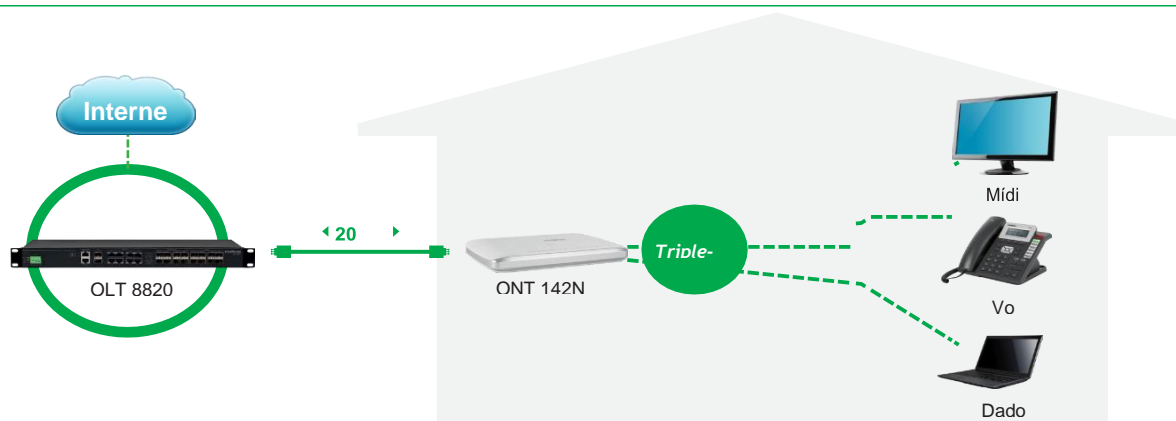 Interne
20
OLT 8820
ONT 142N
Triple-
Mídi
Vo
Dado